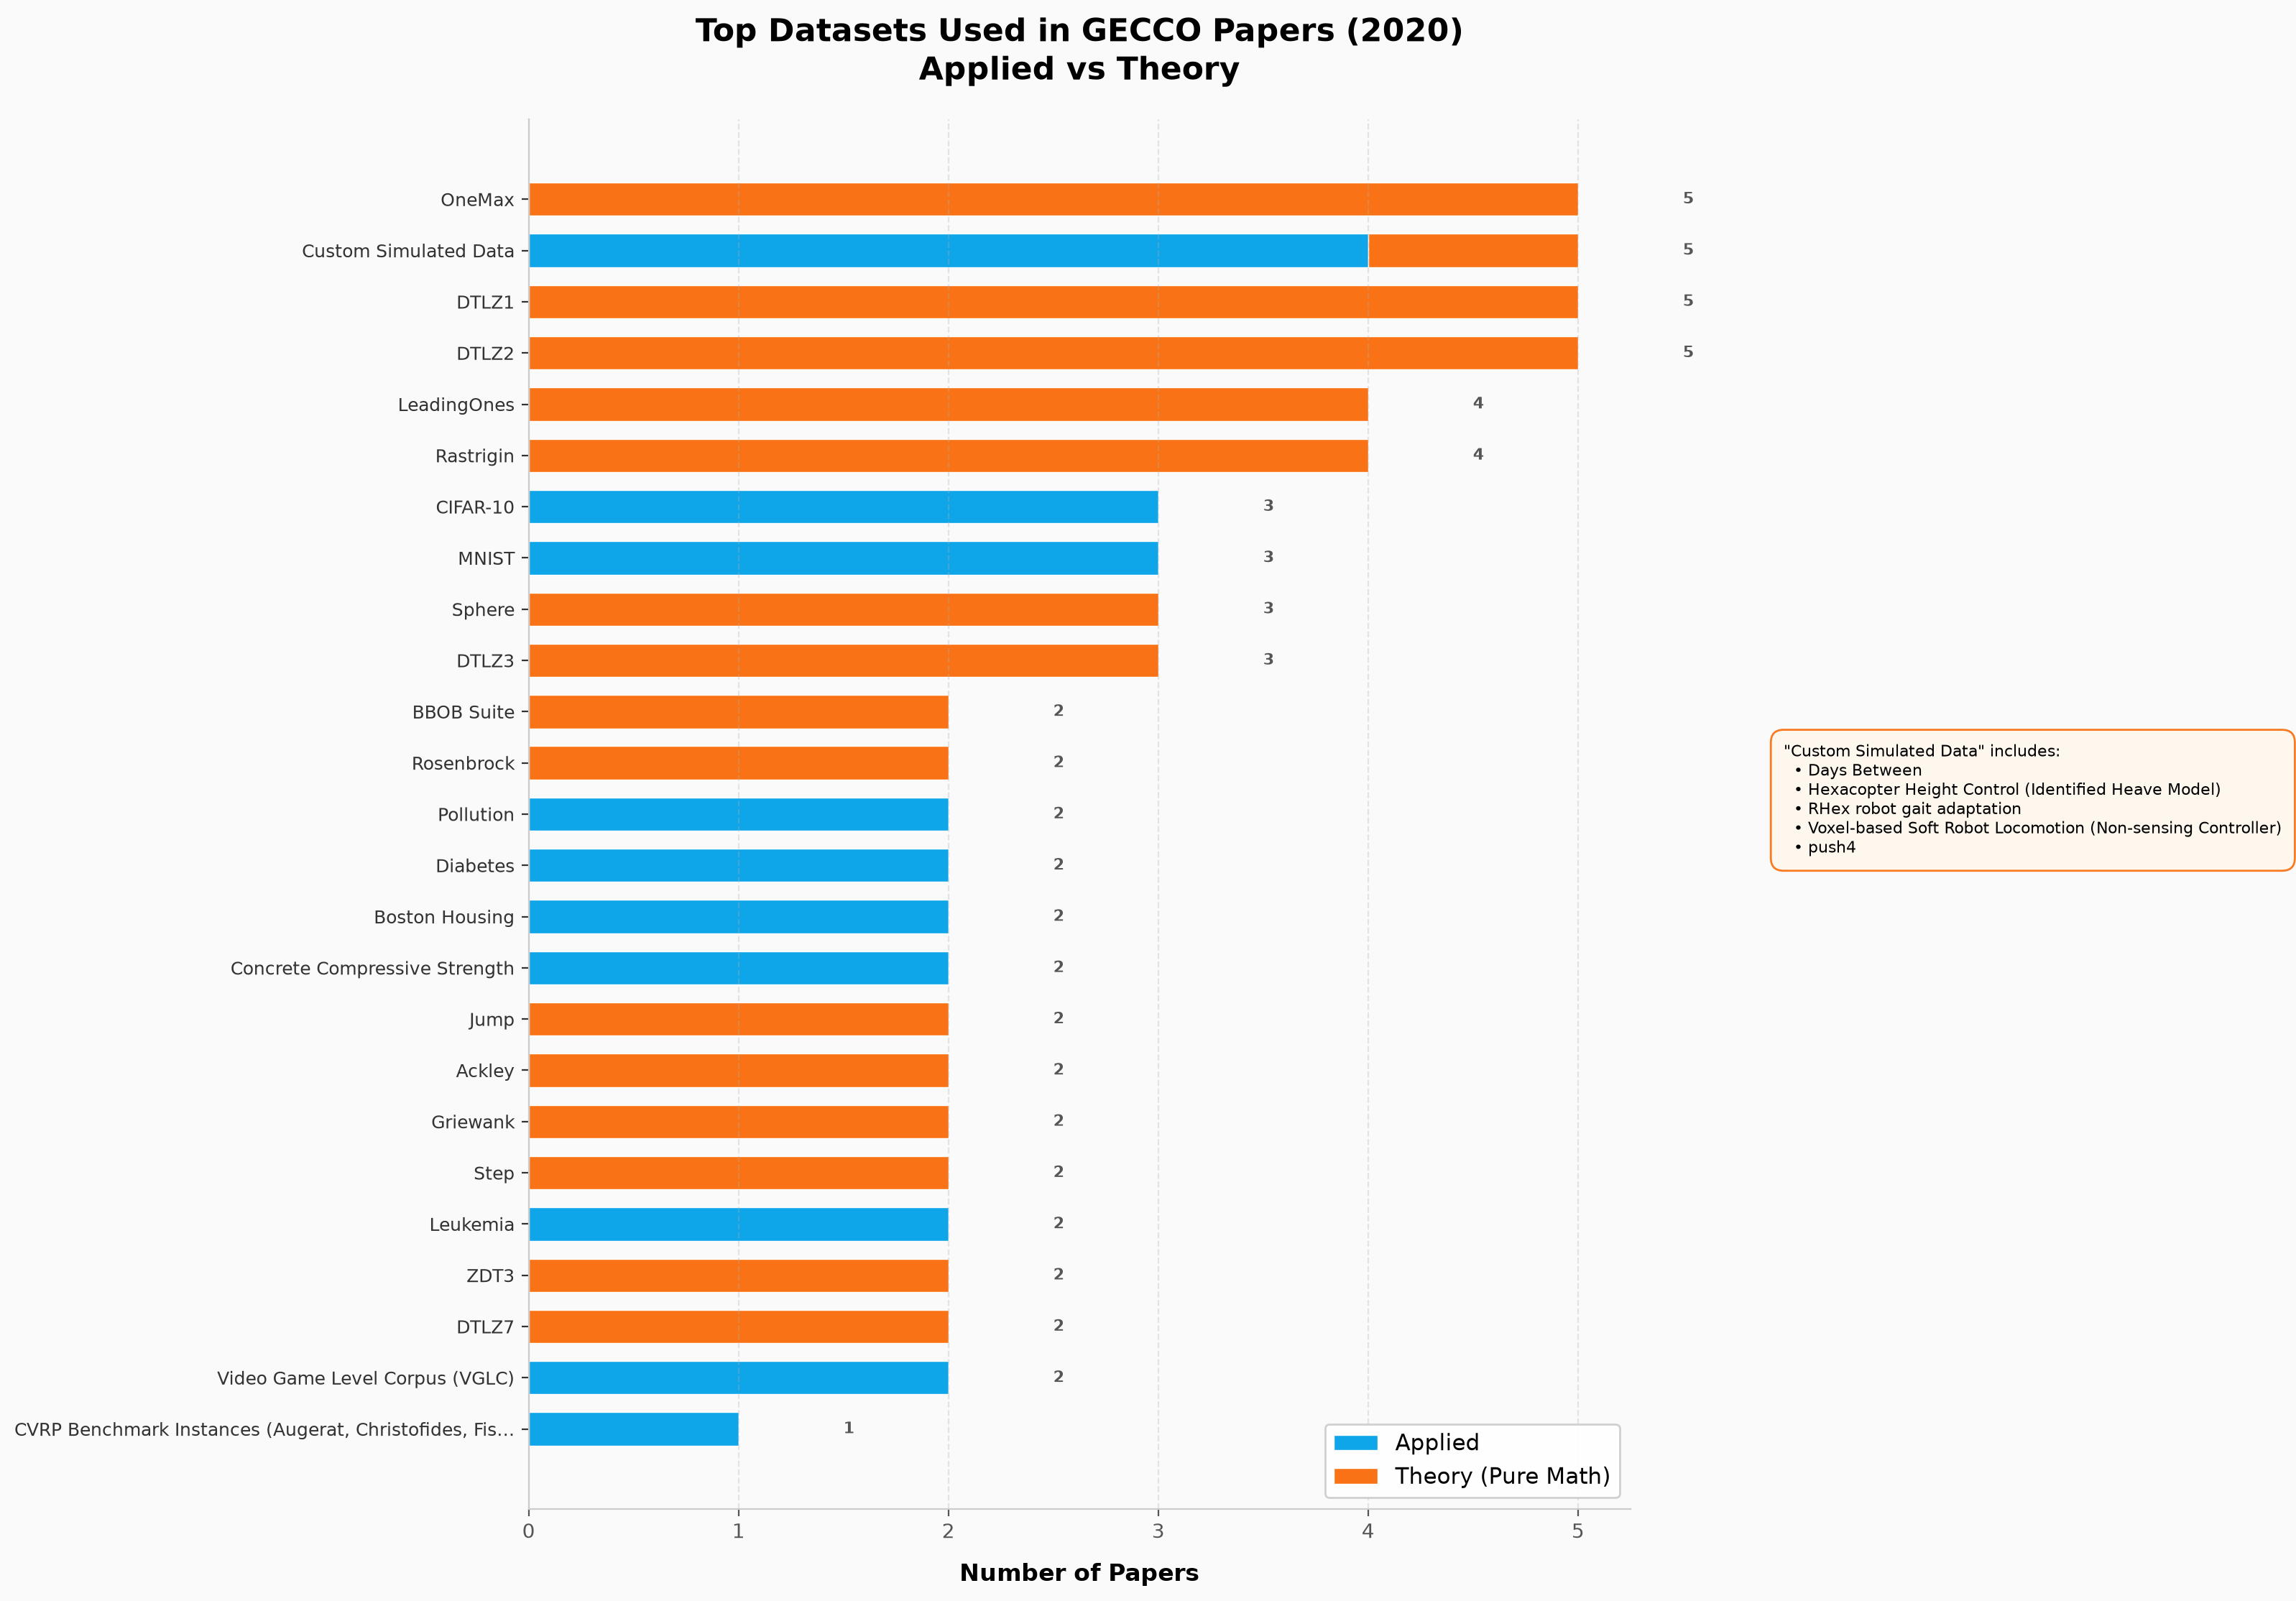 Top Datasets Used in GECCO Papers (2020)
Applied vs Theory
OneMax 5
Custom Simulated Data 5
DTLZ1 5
DTLZ2 5
LeadingOnes 4
Rastrigin 4
CIFAR-10 3
MNIST 3
Sphere 3
DTLZ3 3
BBOB Suite 2
Rosenbrock 2
Pollution 2
Diabetes 2
Boston Housing 2
Concrete Compressive Strength 2
Jump 2
Ackley 2
Griewank 2
Step 2
Leukemia 2
ZDT3 2
DTLZ7 2
Video Game Level Corpus (VGLC) 2
CVRP Benchmark Instances (Augerat, Christofides, Fis... 1
"Custom Simulated Data" includes:
• Days Between
• Hexacopter Height Control (Identified Heave Model)
• RHex robot gait adaptation
• Voxel-based Soft Robot Locomotion (Non-sensing Controller)
• push4
Applied
Theory (Pure Math)
0 1 2 3 4 5
Number of Papers